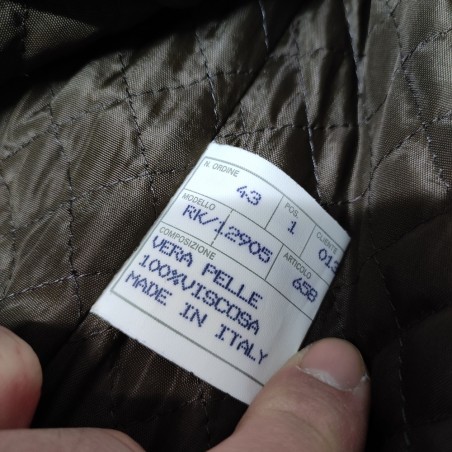 N. ORDINE
43
POS.
1
MODELLO
RK/12905
ARTICOLO
658
COMPOSIZIONE
VERA PELLE
100%VISCOSA
MADE IN ITALY